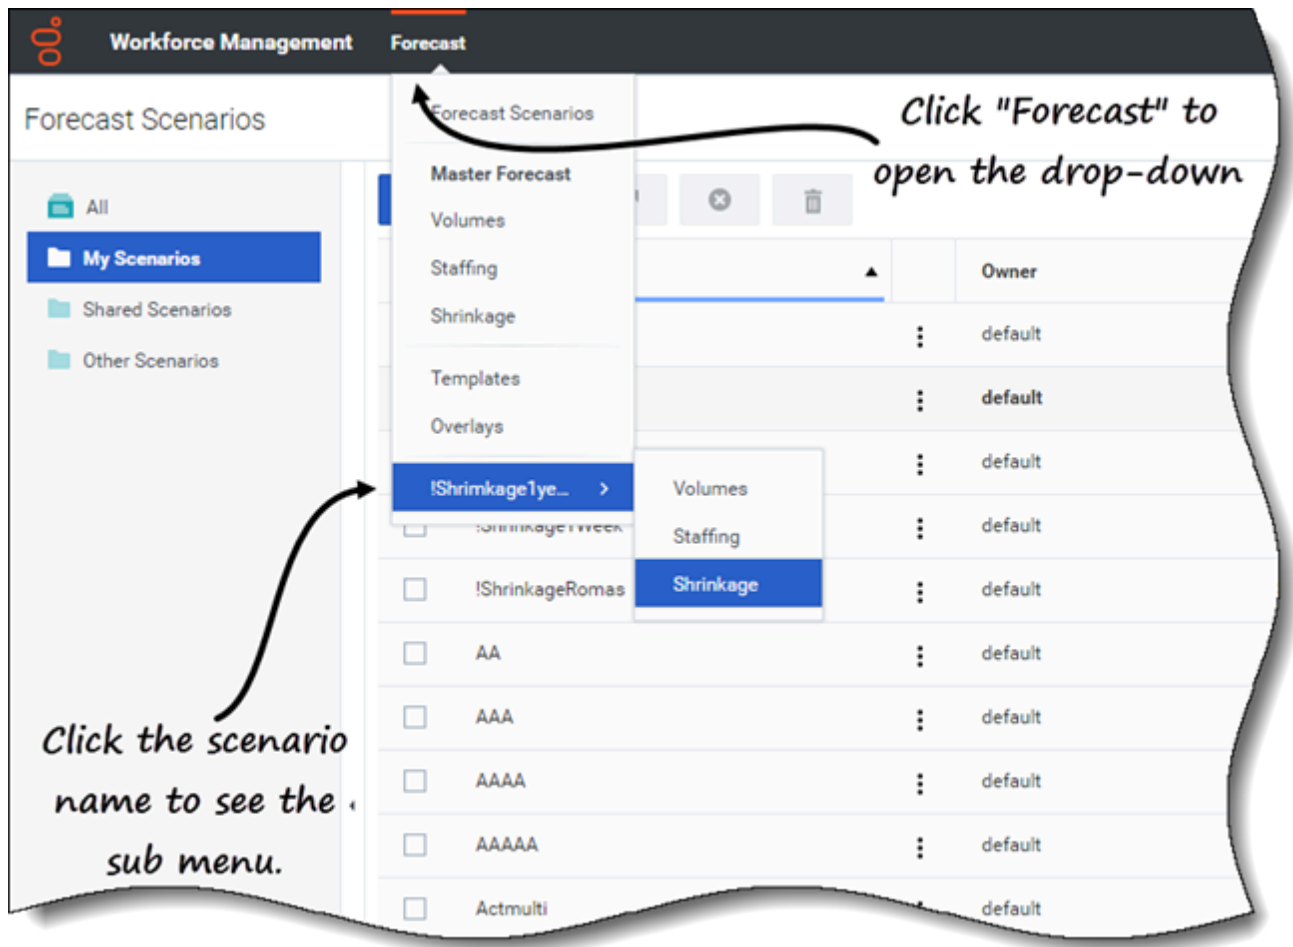 Workforce Management Forecast
Forecast Scenarios
All
My Scenarios
Shared Scenarios
Other Scenarios
Forecast Scenarios
Master Forecast
Volumes
Staffing
Shrinkage
Templates
Overlays
!Shrimkage1ye... >
Volumes
Staffing
Shrinkage
Click "Forecast" to
open the drop-down
Owner
default
default
default
!Shrinkage1Week default
!ShrinkageRomas default
AA default
AAA default
AAAA default
AAAAA default
Actmulti default
Click the scenario
name to see the
sub menu.